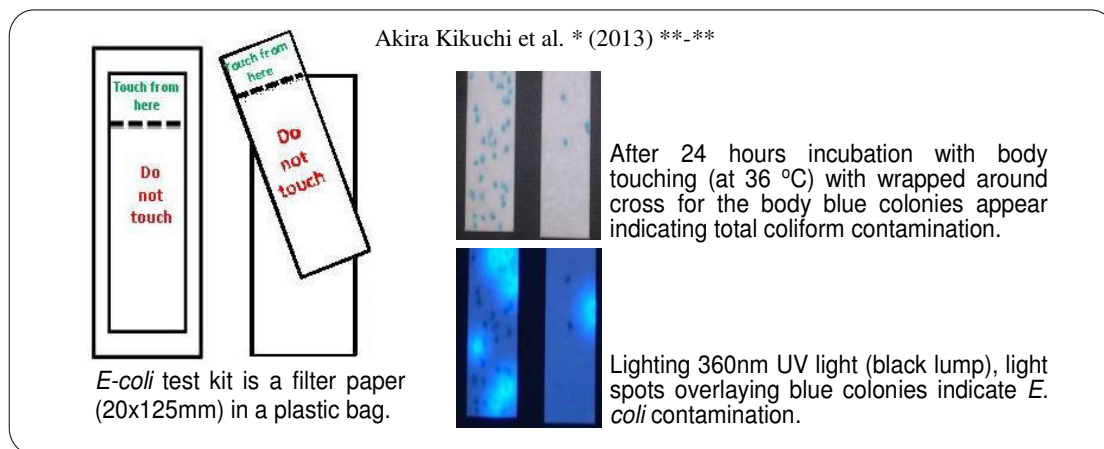 Akira Kikuchi et al. * (2013) **-**
Touch from
here
Do
not
touch
Touch from
here
Do
not
touch
E-coli test kit is a filter paper
(20x125mm) in a plastic bag.
After 24 hours incubation with body
touching (at 36 ºC) with wrapped around
cross for the body blue colonies appear
indicating total coliform contamination.
Lighting 360nm UV light (black lump), light
spots overlaying blue colonies indicate E.
coli contamination.